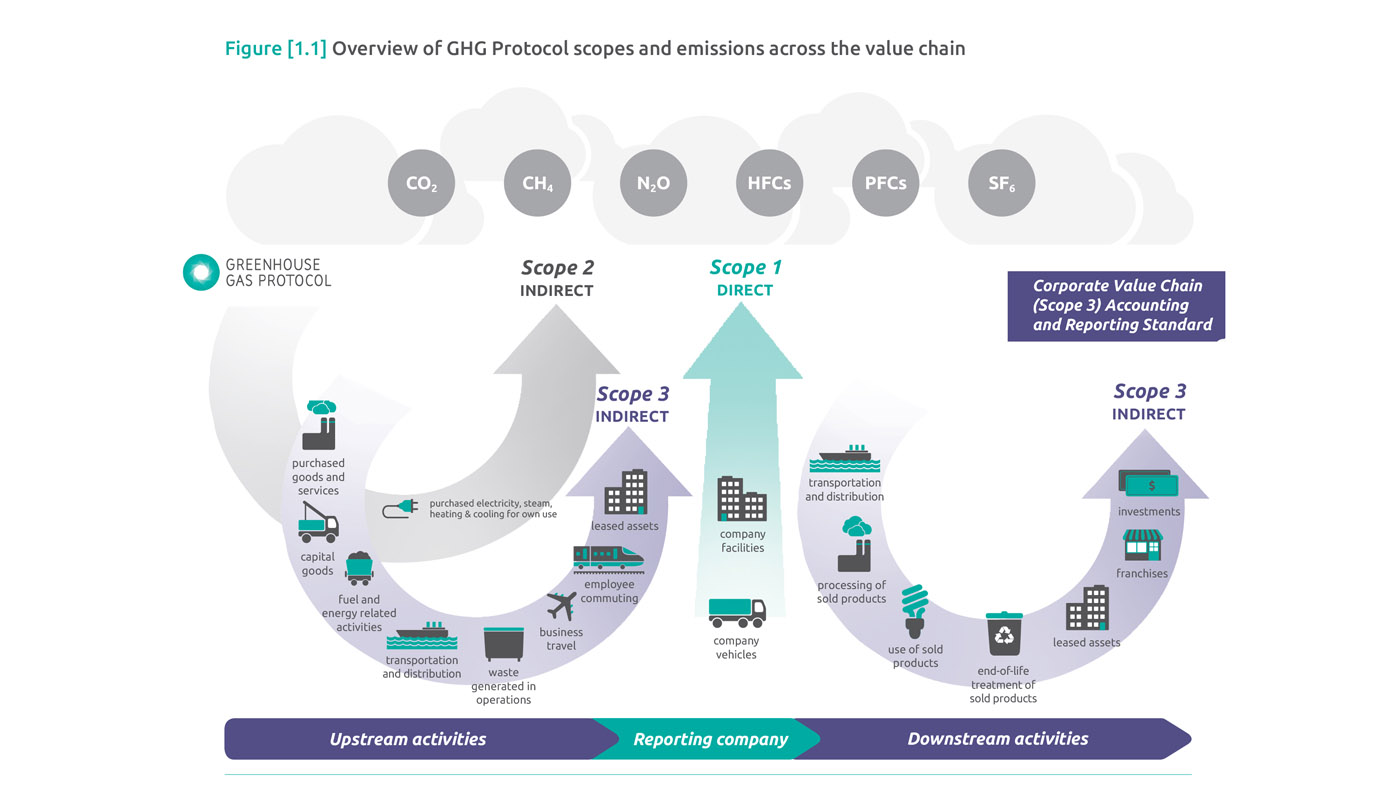 Figure [1.1] Overview of GHG Protocol scopes and emissions across the value chain
CO₂
CH₄
N₂O
HFCs
PFCs
SF₆
GREENHOUSE
GAS PROTOCOL
Scope 2
INDIRECT
Scope 1
DIRECT
Corporate Value Chain
(Scope 3) Accounting
and Reporting Standard
Scope 3
INDIRECT
Scope 3
INDIRECT
purchased
goods and
services
capital
goods
fuel and
energy related
activities
transportation
and distribution
waste
generated in
operations
business
travel
employee
commuting
leased assets
purchased electricity, steam,
heating & cooling for own use
company
facilities
company
vehicles
transportation
and distribution
processing of
sold products
use of sold
products
end-of-life
treatment of
sold products
leased assets
franchises
$
investments
Upstream activities
Reporting company
Downstream activities